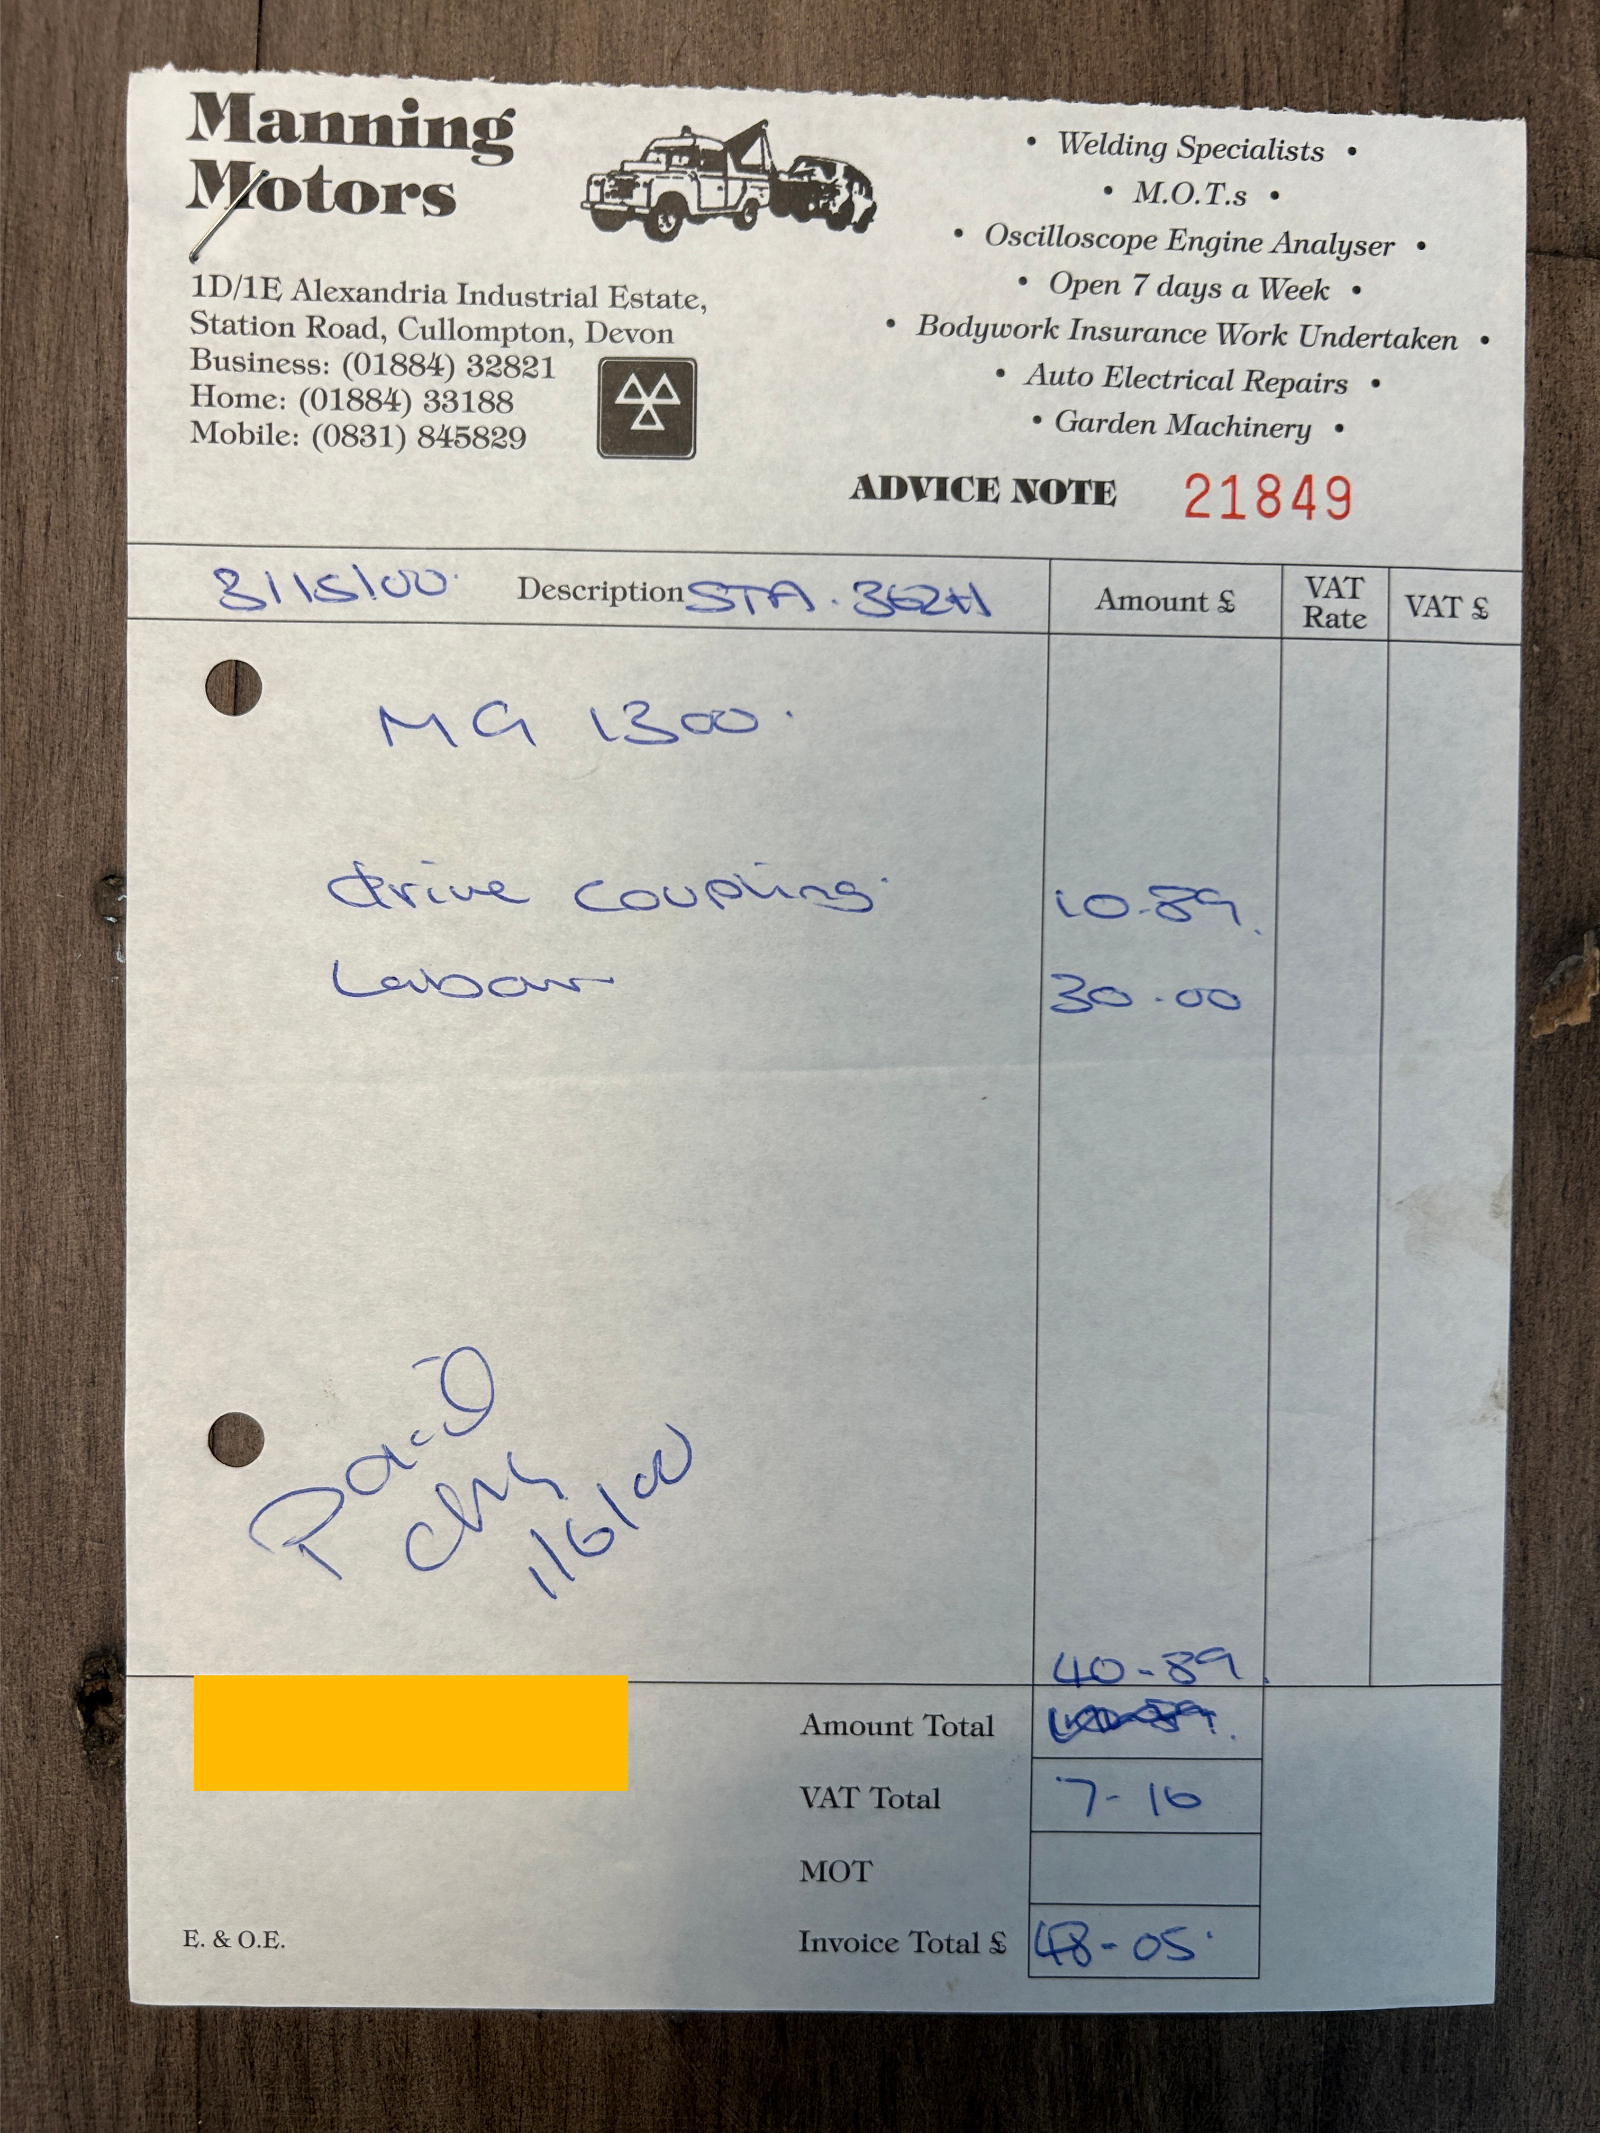 Manning
Motors
1D/1E Alexandria Industrial Estate,
Station Road, Cullompton, Devon
Business: (01884) 32821
Home: (01884) 33188
Mobile: (0831) 845829
• Welding Specialists •
• M.O.T.s •
• Oscilloscope Engine Analyser •
• Open 7 days a Week •
• Bodywork Insurance Work Undertaken •
• Auto Electrical Repairs •
• Garden Machinery •
ADVICE NOTE 21849
31/5/00. Description STA. 362H Amount £ VAT Rate VAT £
MG 1300.
drive coupling. 10-89.
Labour 30.00
Paid
chq
1/6/00
40-89.
Amount Total
VAT Total 7-16
MOT
Invoice Total £ 48-05.
E. & O.E.